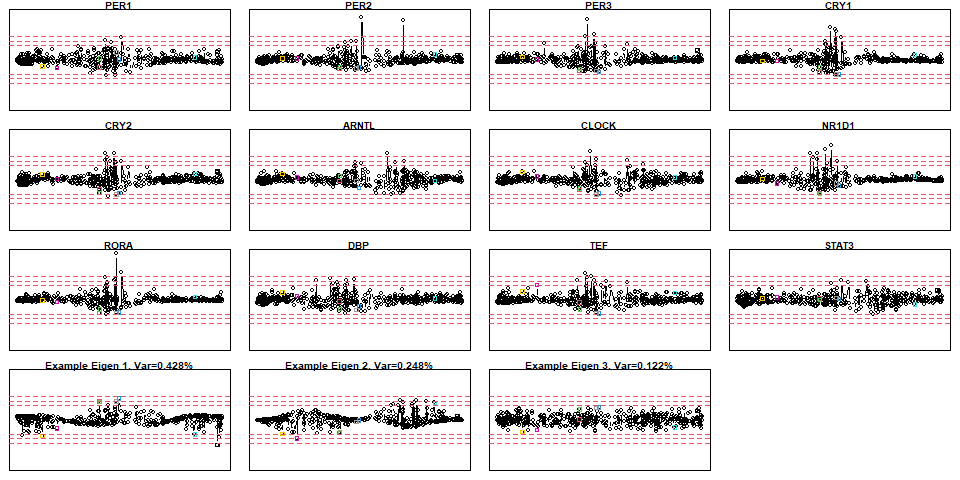 PER1
PER2
PER3
CRY1
CRY2
ARNTL
CLOCK
NR1D1
RORA
DBP
TEF
STAT3
Example Eigen 1, Var=0.428%
Example Eigen 2, Var=0.248%
Example Eigen 3, Var=0.122%